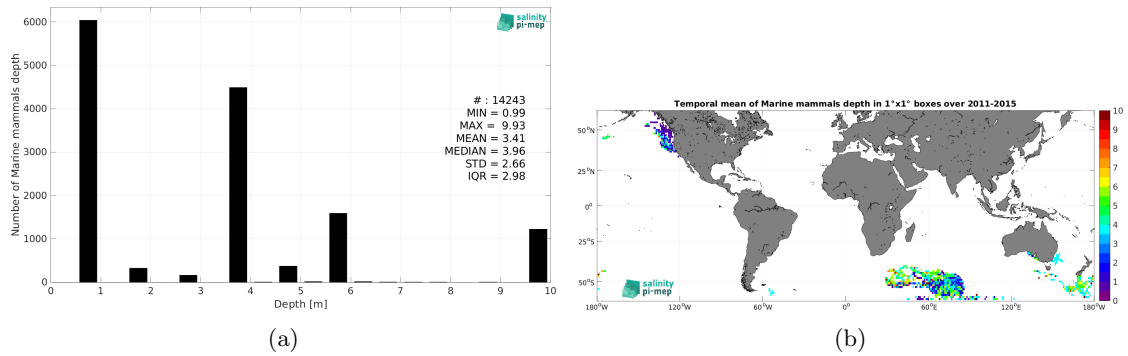 salinity
pi-mep
Number of Marine mammals depth
6000
5000
4000
3000
2000
1000
0
# : 14243
MIN = 0.99
MAX = 9.93
MEAN = 3.41
MEDIAN = 3.96
STD = 2.66
IQR = 2.98
0 1 2 3 4 5 6 7 8 9 10
Depth [m]
(a)
Temporal mean of Marine mammals depth in 1°x1° boxes over 2011-2015
50°N
25°N
0°
25°S
50°S
180°W 120°W 60°W 0° 60°E 120°E 180°W
salinity
pi-mep
10
9
8
7
6
5
4
3
2
1
0
(b)